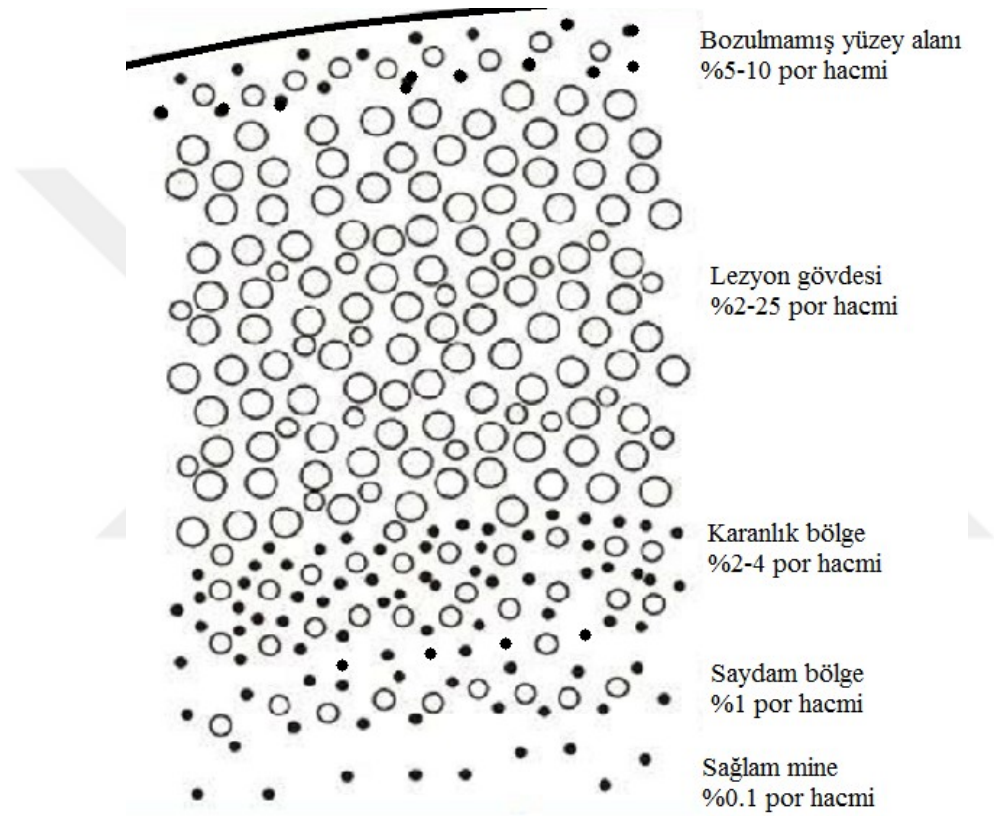 Bozulmamış yüzey alanı
%5-10 por hacmi
Lezyon gövdesi
%2-25 por hacmi
Karanlık bölge
%2-4 por hacmi
Saydam bölge
%1 por hacmi
Sağlam mine
%0.1 por hacmi